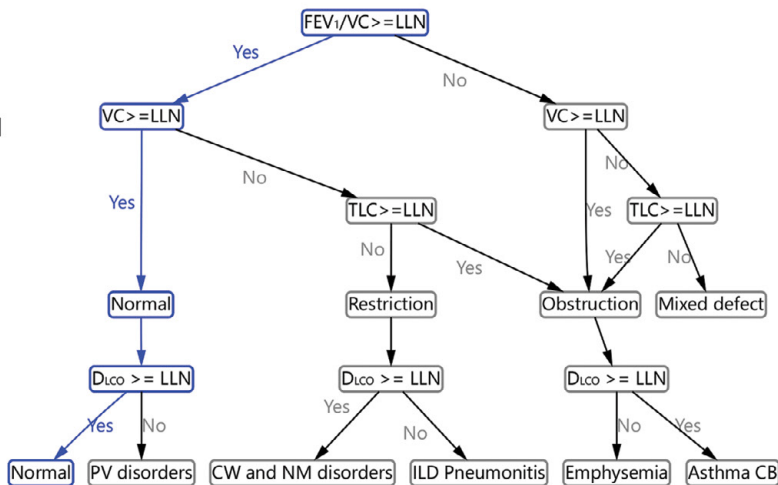 FEV₁/VC>=LLN
Yes
No
VC>=LLN
VC>=LLN
No
No
Yes
Yes
TLC>=LLN
TLC>=LLN
No
Yes
Yes
No
Normal
Restriction
Obstruction
Mixed defect
DLCO >= LLN
DLCO >= LLN
DLCO >= LLN
Yes
No
Yes
No
No
Yes
Normal
PV disorders
CW and NM disorders
ILD Pneumonitis
Emphysemia
Asthma CB